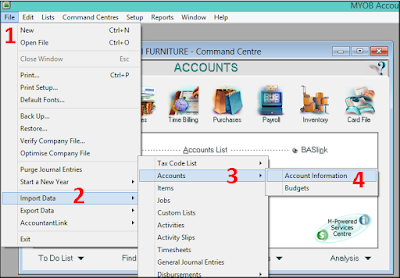 MYOB Accou
File Edit Lists Command Centres Setup Reports Window Help
1
New Ctrl+N
Open File Ctrl+O
Close Window Esc
Print... Ctrl+P
Print Setup...
Default Fonts...
Back Up...
Restore...
Verify Company File...
Optimise Company File
Purge Journal Entries
Start a New Year
Import Data
2
Export Data
AccountantLink
Exit
FURNITURE - Command Centre
ACCOUNTS
Time Billing Purchases Payroll Inventory Card File
Accounts List BASlink
Tax Code List
Accounts
3
Items
Jobs
Custom Lists
Activities
Activity Slips
Timesheets
General Journal Entries
Disbursements
Account Information
4
Budgets
M-Powered
Services
Centre
To Do List Find Analysis